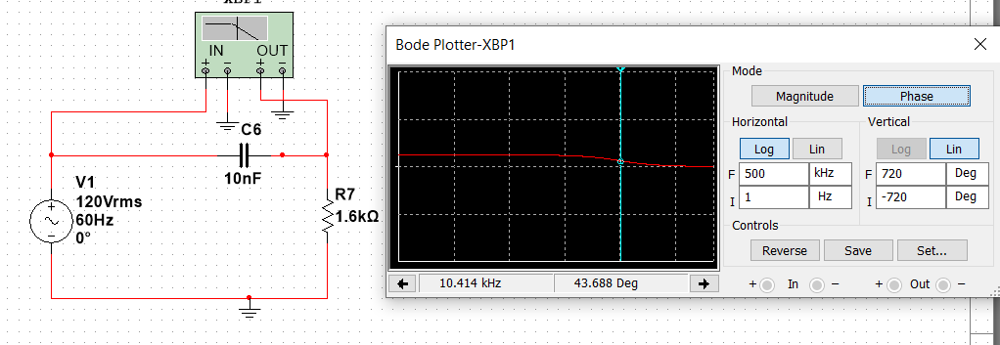 XBP1
IN OUT
+ − + −
C6
10nF
V1
120Vrms
60Hz
0°
R7
1.6kΩ
Bode Plotter-XBP1
Mode
Magnitude Phase
Horizontal Vertical
Log Lin Log Lin
F 500 kHz F 720 Deg
I 1 Hz I -720 Deg
Controls
Reverse Save Set...
10.414 kHz 43.688 Deg
+ In − + Out −